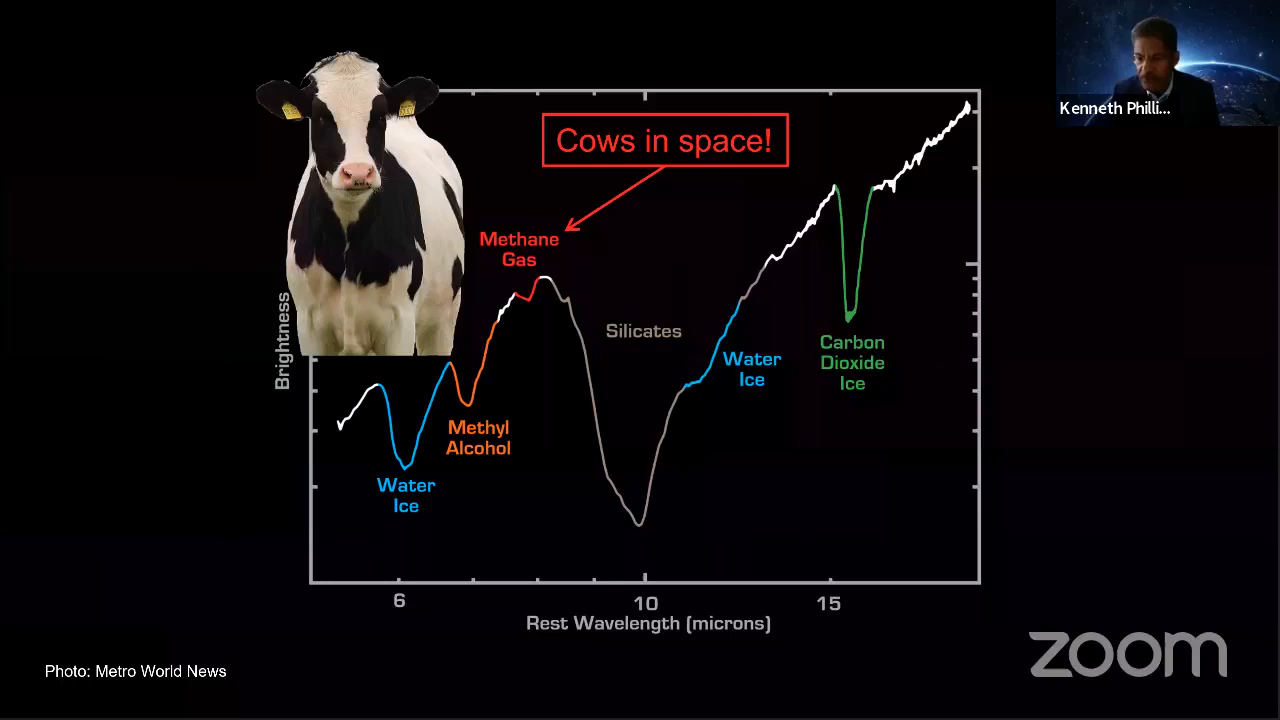 Kenneth Philli...
Cows in space!
Methane
Gas
Brightness
Silicates
Water
Ice
Carbon
Dioxide
Ice
Methyl
Alcohol
Water
Ice
6
10
15
Rest Wavelength (microns)
zoom
Photo: Metro World News